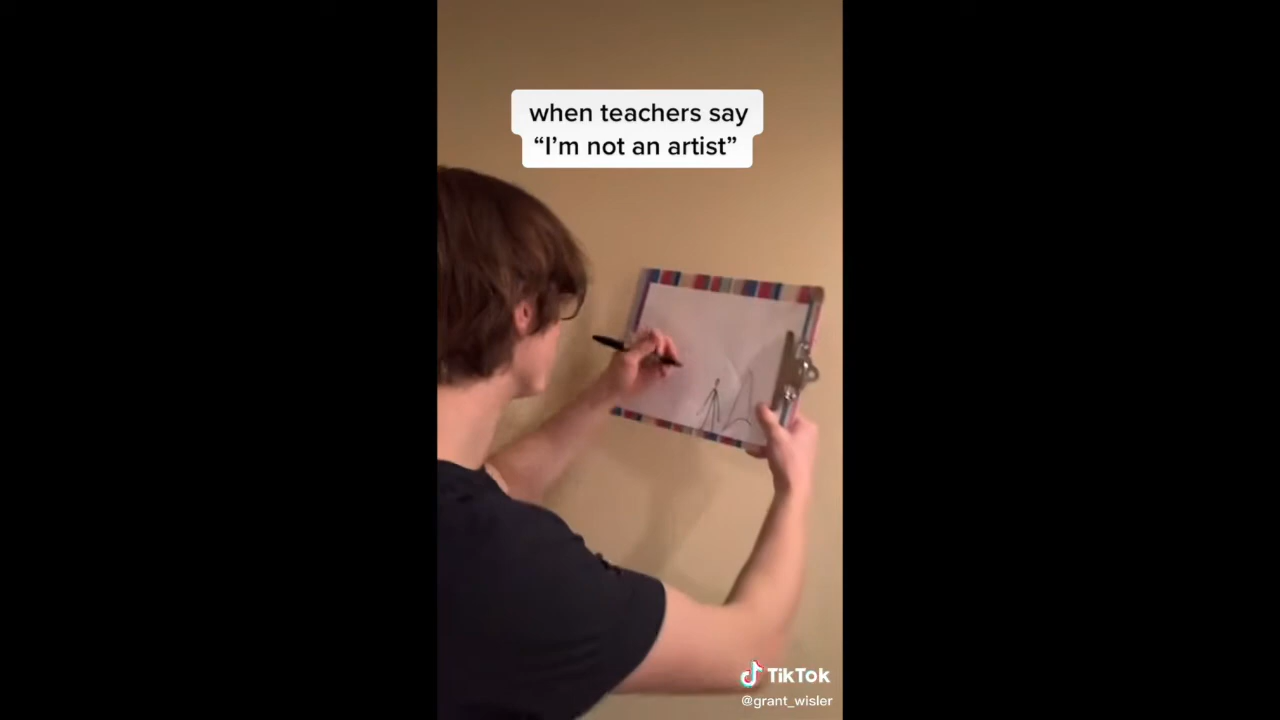 when teachers say
“I’m not an artist”
TikTok
@grant_wisler